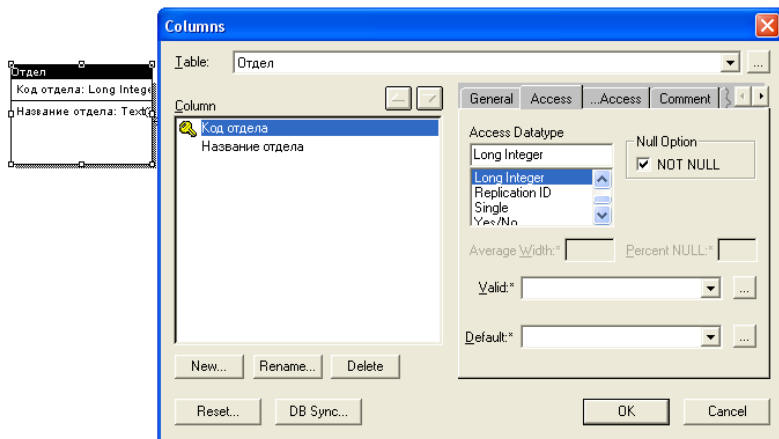 Columns
Table:
Отдел
...
Отдел
Код отдела: Long Intege
Название отдела: Text(
Column
Код отдела
Название отдела
General
Access
...Access
Comment
Access Datatype
Long Integer
Long Integer
Replication ID
Single
Yes/No
Null Option
NOT NULL
Average Width:*
Percent NULL:*
Valid:*
...
Default:*
...
New...
Rename...
Delete
Reset...
DB Sync...
OK
Cancel